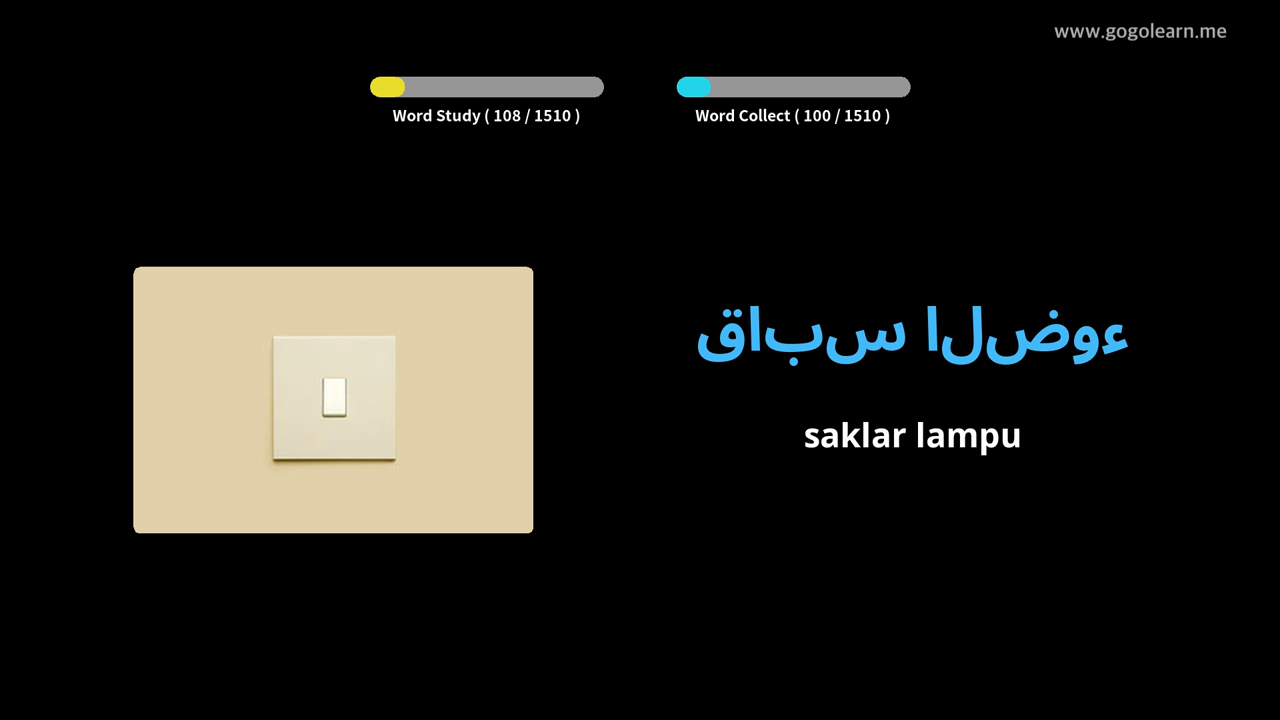 www.gogolearn.me
Word Study ( 108 / 1510 )
Word Collect ( 100 / 1510 )
قابس الضوء
saklar lampu